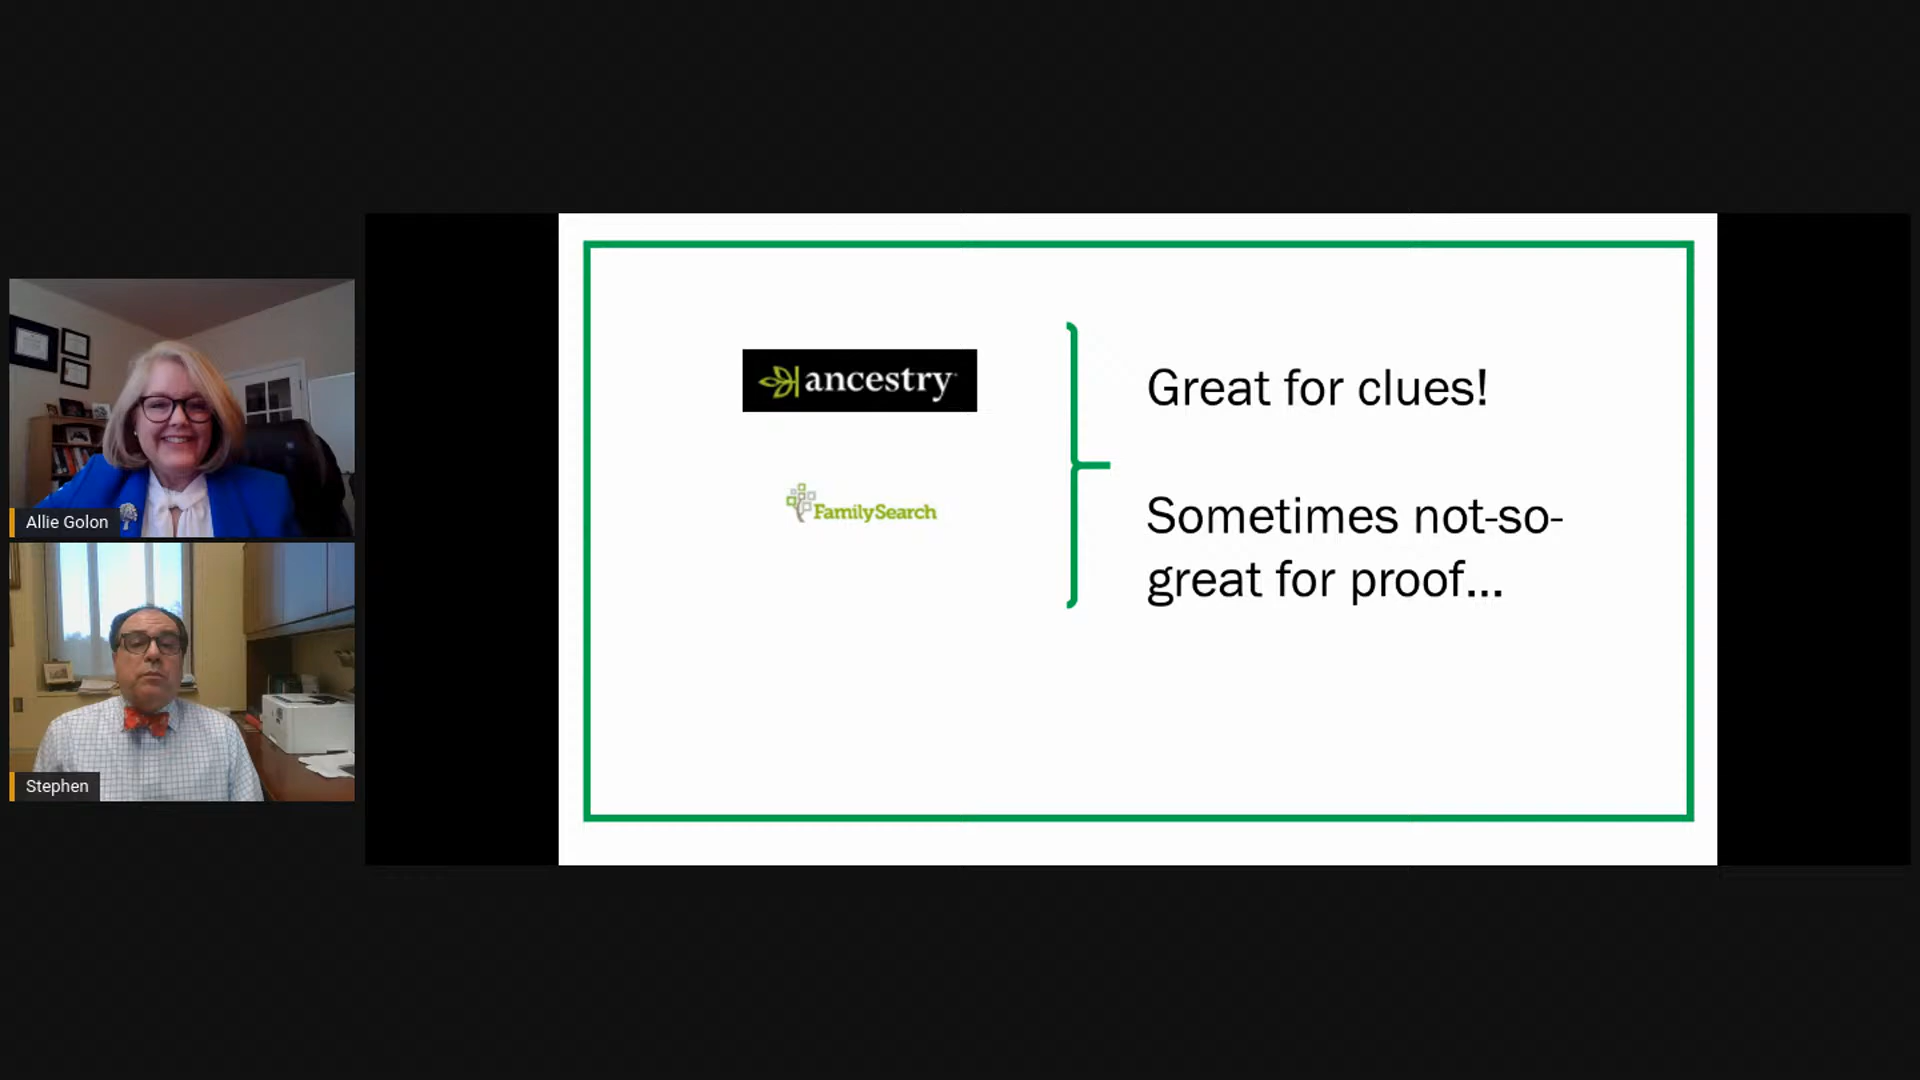 Allie Golon
Stephen
ancestry
FamilySearch
Great for clues!
Sometimes not-so-
great for proof...